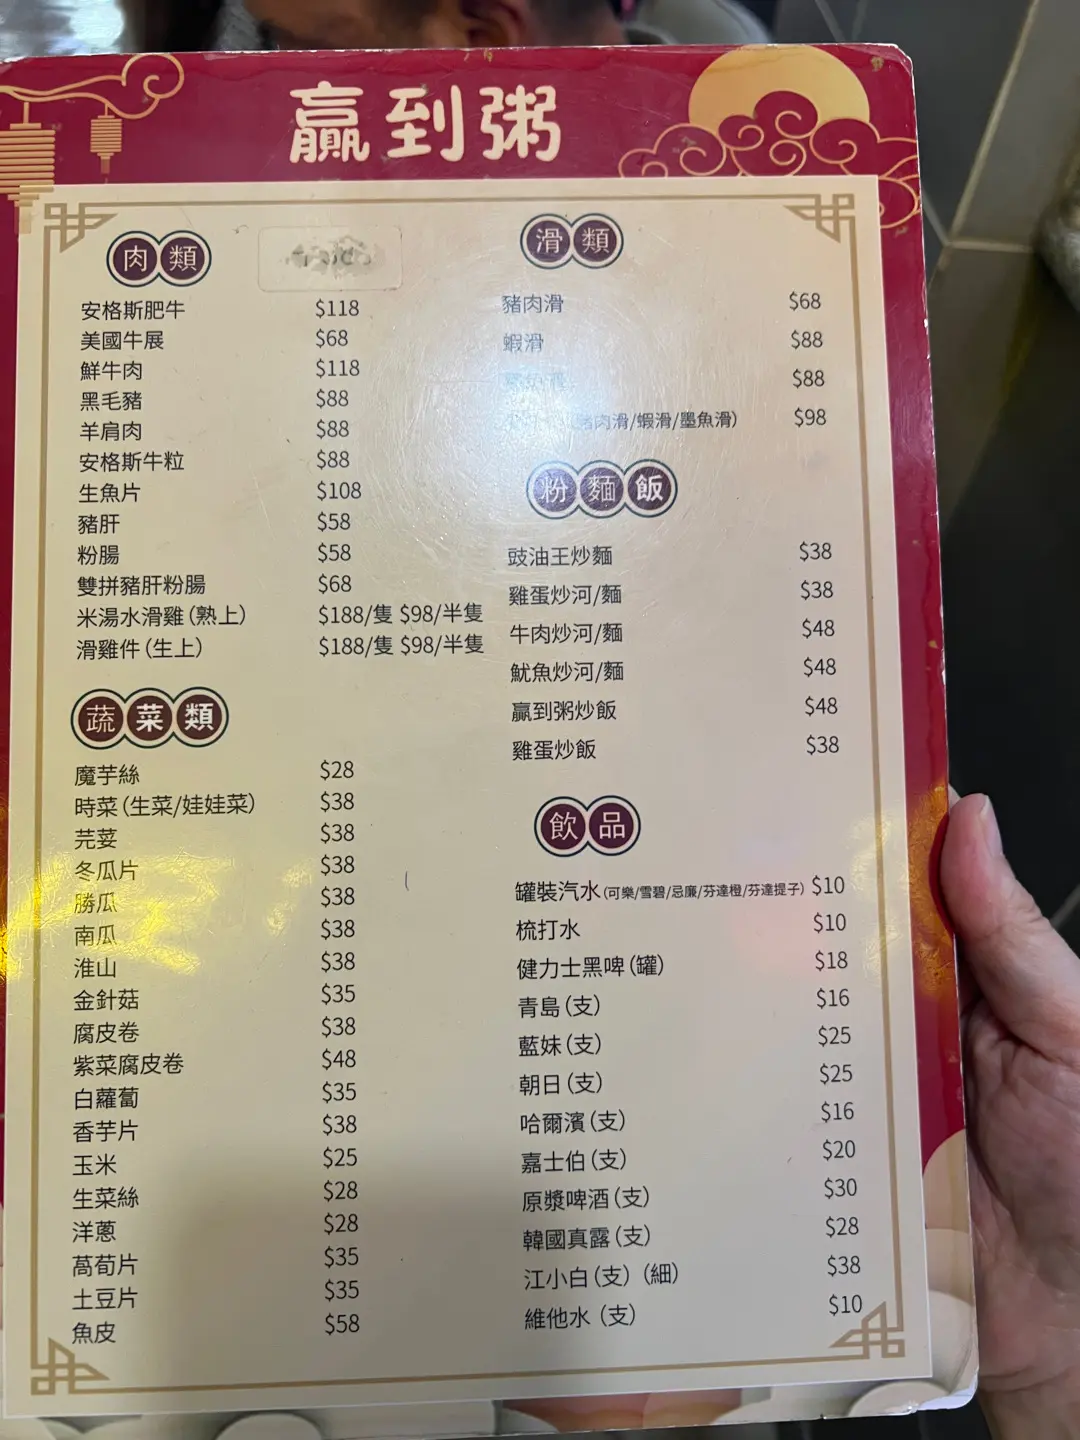 贏到粥
肉類
安格斯肥牛 $118
美國牛展 $68
鮮牛肉 $118
黑毛豬 $88
羊肩肉 $88
安格斯牛粒 $88
生魚片 $108
豬肝 $58
粉腸 $58
雙拼豬肝粉腸 $68
米湯水滑雞(熟上) $188/隻 $98/半隻
滑雞件(生上) $188/隻 $98/半隻
蔬菜類
魔芋絲 $28
時菜(生菜/娃娃菜) $38
芫荽 $38
冬瓜片 $38
勝瓜 $38
南瓜 $38
淮山 $38
金針菇 $35
腐皮卷 $38
紫菜腐皮卷 $48
白蘿蔔 $35
香芋片 $38
玉米 $25
生菜絲 $28
洋蔥 $28
萵荀片 $35
土豆片 $35
魚皮 $58
滑類
豬肉滑 $68
蝦滑 $88
$88
豬肉滑/蝦滑/墨魚滑) $98
粉麵飯
豉油王炒麵 $38
雞蛋炒河/麵 $38
牛肉炒河/麵 $48
魷魚炒河/麵 $48
贏到粥炒飯 $48
雞蛋炒飯 $38
飲品
罐裝汽水(可樂/雪碧/忌廉/芬達橙/芬達提子) $10
梳打水 $10
健力士黑啤(罐) $18
青島(支) $16
藍妹(支) $25
朝日(支) $25
哈爾濱(支) $16
嘉士伯(支) $20
原漿啤酒(支) $30
韓國真露(支) $28
江小白(支)(細) $38
維他水(支) $10